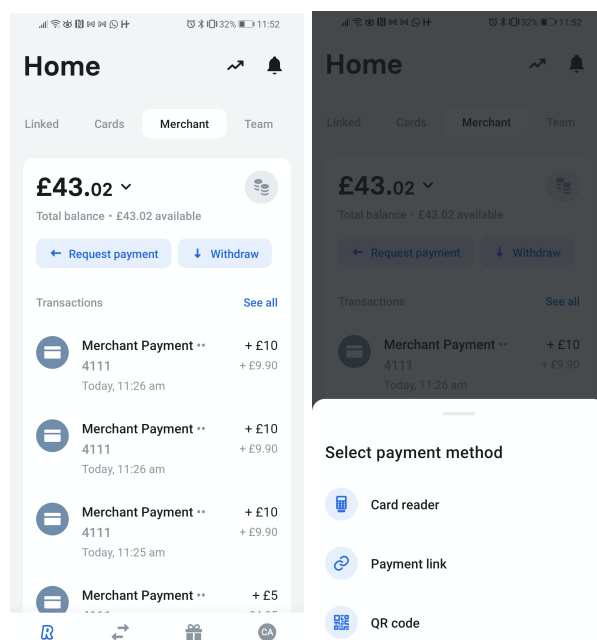 32% 11:52
Home
Linked Cards Merchant Team
£43.02
Total balance • £43.02 available
← Request payment ↓ Withdraw
Transactions See all
Merchant Payment •• + £10
4111 + £9.90
Today, 11:26 am
Merchant Payment •• + £10
4111 + £9.90
Today, 11:26 am
Merchant Payment •• + £10
4111 + £9.90
Today, 11:25 am
Merchant Payment •• + £5
R CA
32% 11:52
Home
Linked Cards Merchant Team
£43.02
Total balance • £43.02 available
← Request payment ↓ Withdraw
Transactions See all
Merchant Payment •• + £10
4111 + £9.90
Today, 11:26 am
Select payment method
Card reader
Payment link
QR code